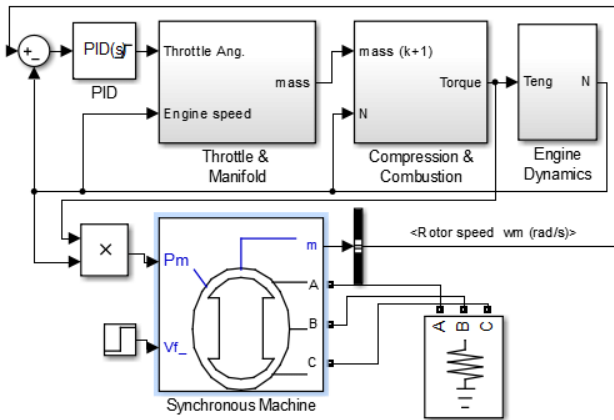 +
−
PID(s)
PID
Throttle Ang.
mass
Engine speed
Throttle &
Manifold
mass (k+1)
Torque
N
Compression &
Combustion
Teng
N
Engine
Dynamics
×
Pm
m
<Rotor speed wm (rad/s)>
A
B
C
Vf_
Synchronous Machine
A
B
C